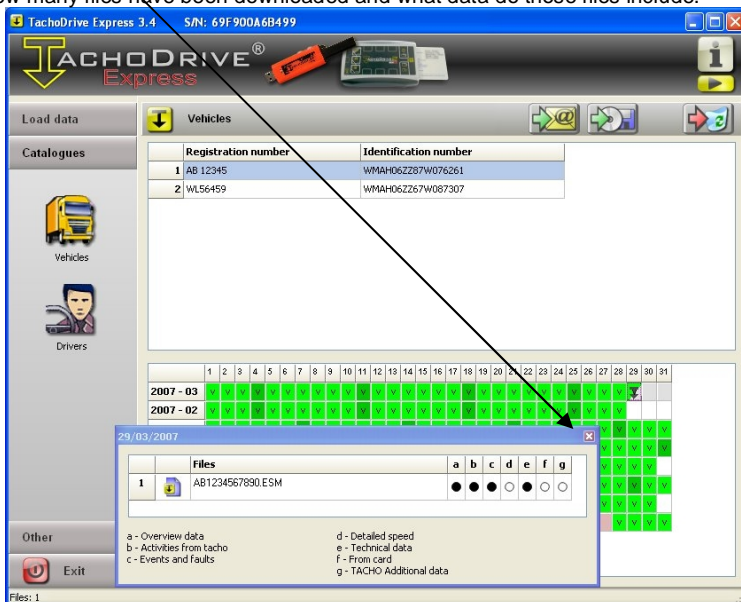 how many files have been downloaded and what data do these files include.
TachoDrive Express 3.4 S/N: 69F900A6B499
TACHODRIVE®
Express
Load data
Vehicles
Catalogues
Registration number Identification number
1 AB 12345 WMAH06ZZ87W076261
2 WL56459 WMAH06ZZ67W087307
Vehicles
Drivers
1 2 3 4 5 6 7 8 9 10 11 12 13 14 15 16 17 18 19 20 21 22 23 24 25 26 27 28 29 30 31
2007 - 03 v v v v v v v v v v v v v v v v v v v v v v v v v v v v
2007 - 02 v v v v v v v v v v v v v v v v v v v v v v v v v v v v
29/03/2007
Files a b c d e f g
1 AB1234567890.ESM
a - Overview data
b - Activities from tacho
c - Events and faults
d - Detailed speed
e - Technical data
f - From card
g - TACHO Additional data
Other
Exit
Files: 1